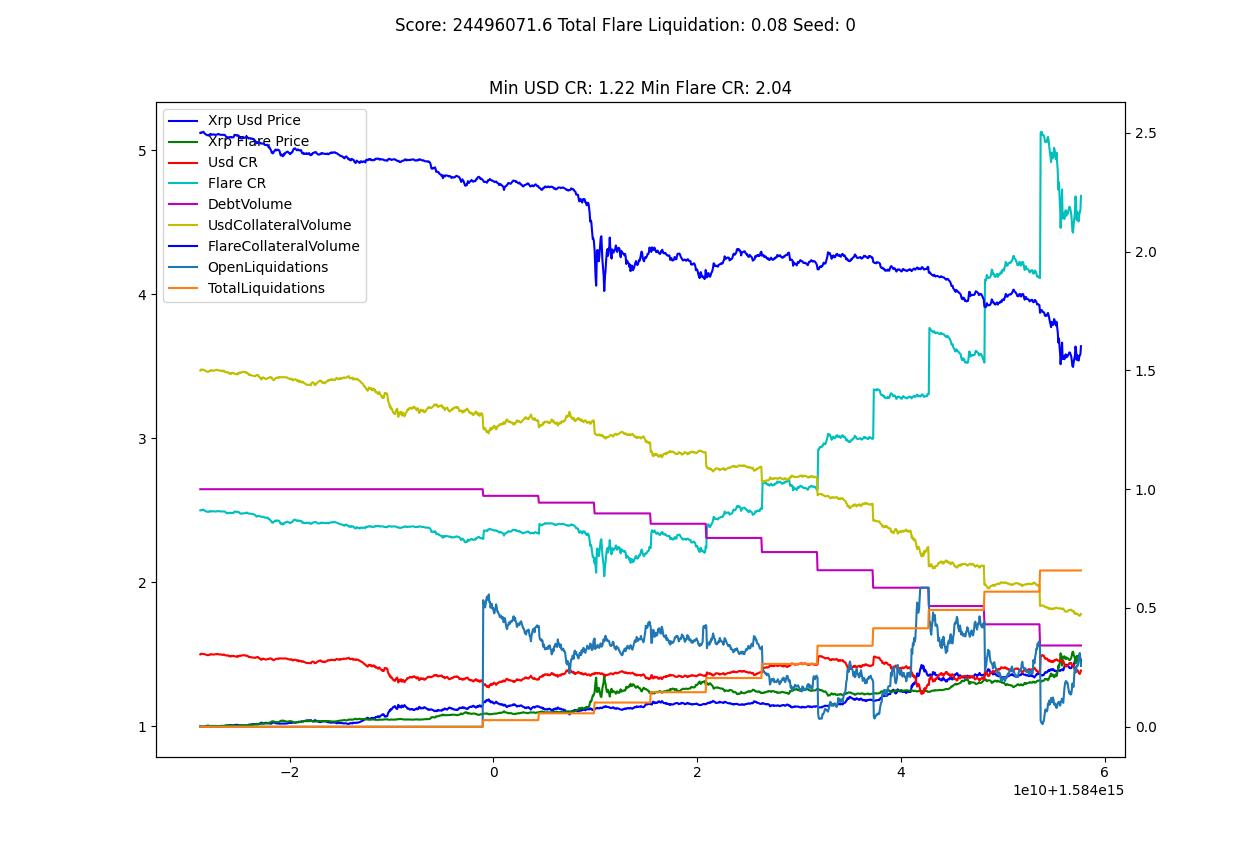 Score: 24496071.6 Total Flare Liquidation: 0.08 Seed: 0
Min USD CR: 1.22 Min Flare CR: 2.04
Xrp Usd Price
Xrp Flare Price
Usd CR
Flare CR
DebtVolume
UsdCollateralVolume
FlareCollateralVolume
OpenLiquidations
TotalLiquidations
5
4
3
2
1
2.5
2.0
1.5
1.0
0.5
0.0
−2 0 2 4 6
1e10+1.584e15